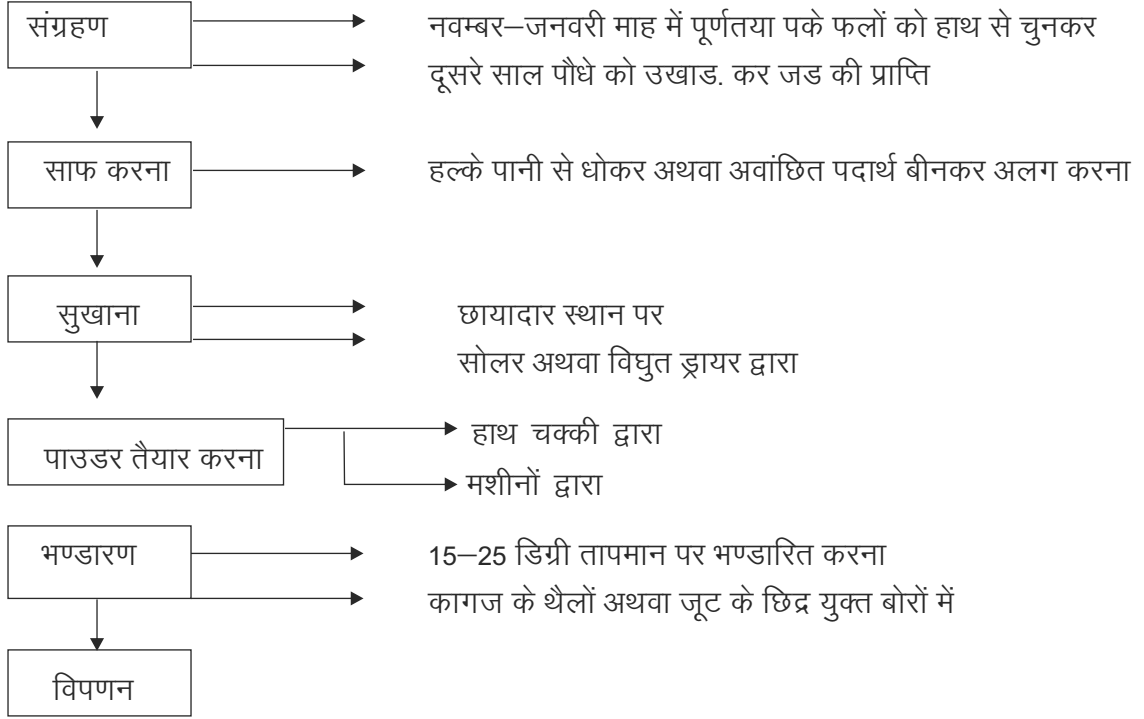 संग्रहण
नवम्बर–जनवरी माह में पूर्णतया पके फलों को हाथ से चुनकर
दूसरे साल पौधे को उखाड. कर जड की प्राप्ति
साफ करना
हल्के पानी से धोकर अथवा अवांछित पदार्थ बीनकर अलग करना
सुखाना
छायादार स्थान पर
सोलर अथवा विघुत ड्रायर द्वारा
पाउडर तैयार करना
हाथ चक्की द्वारा
मशीनों द्वारा
भण्डारण
15–25 डिग्री तापमान पर भण्डारित करना
कागज के थैलों अथवा जूट के छिद्र युक्त बोरों में
विपणन